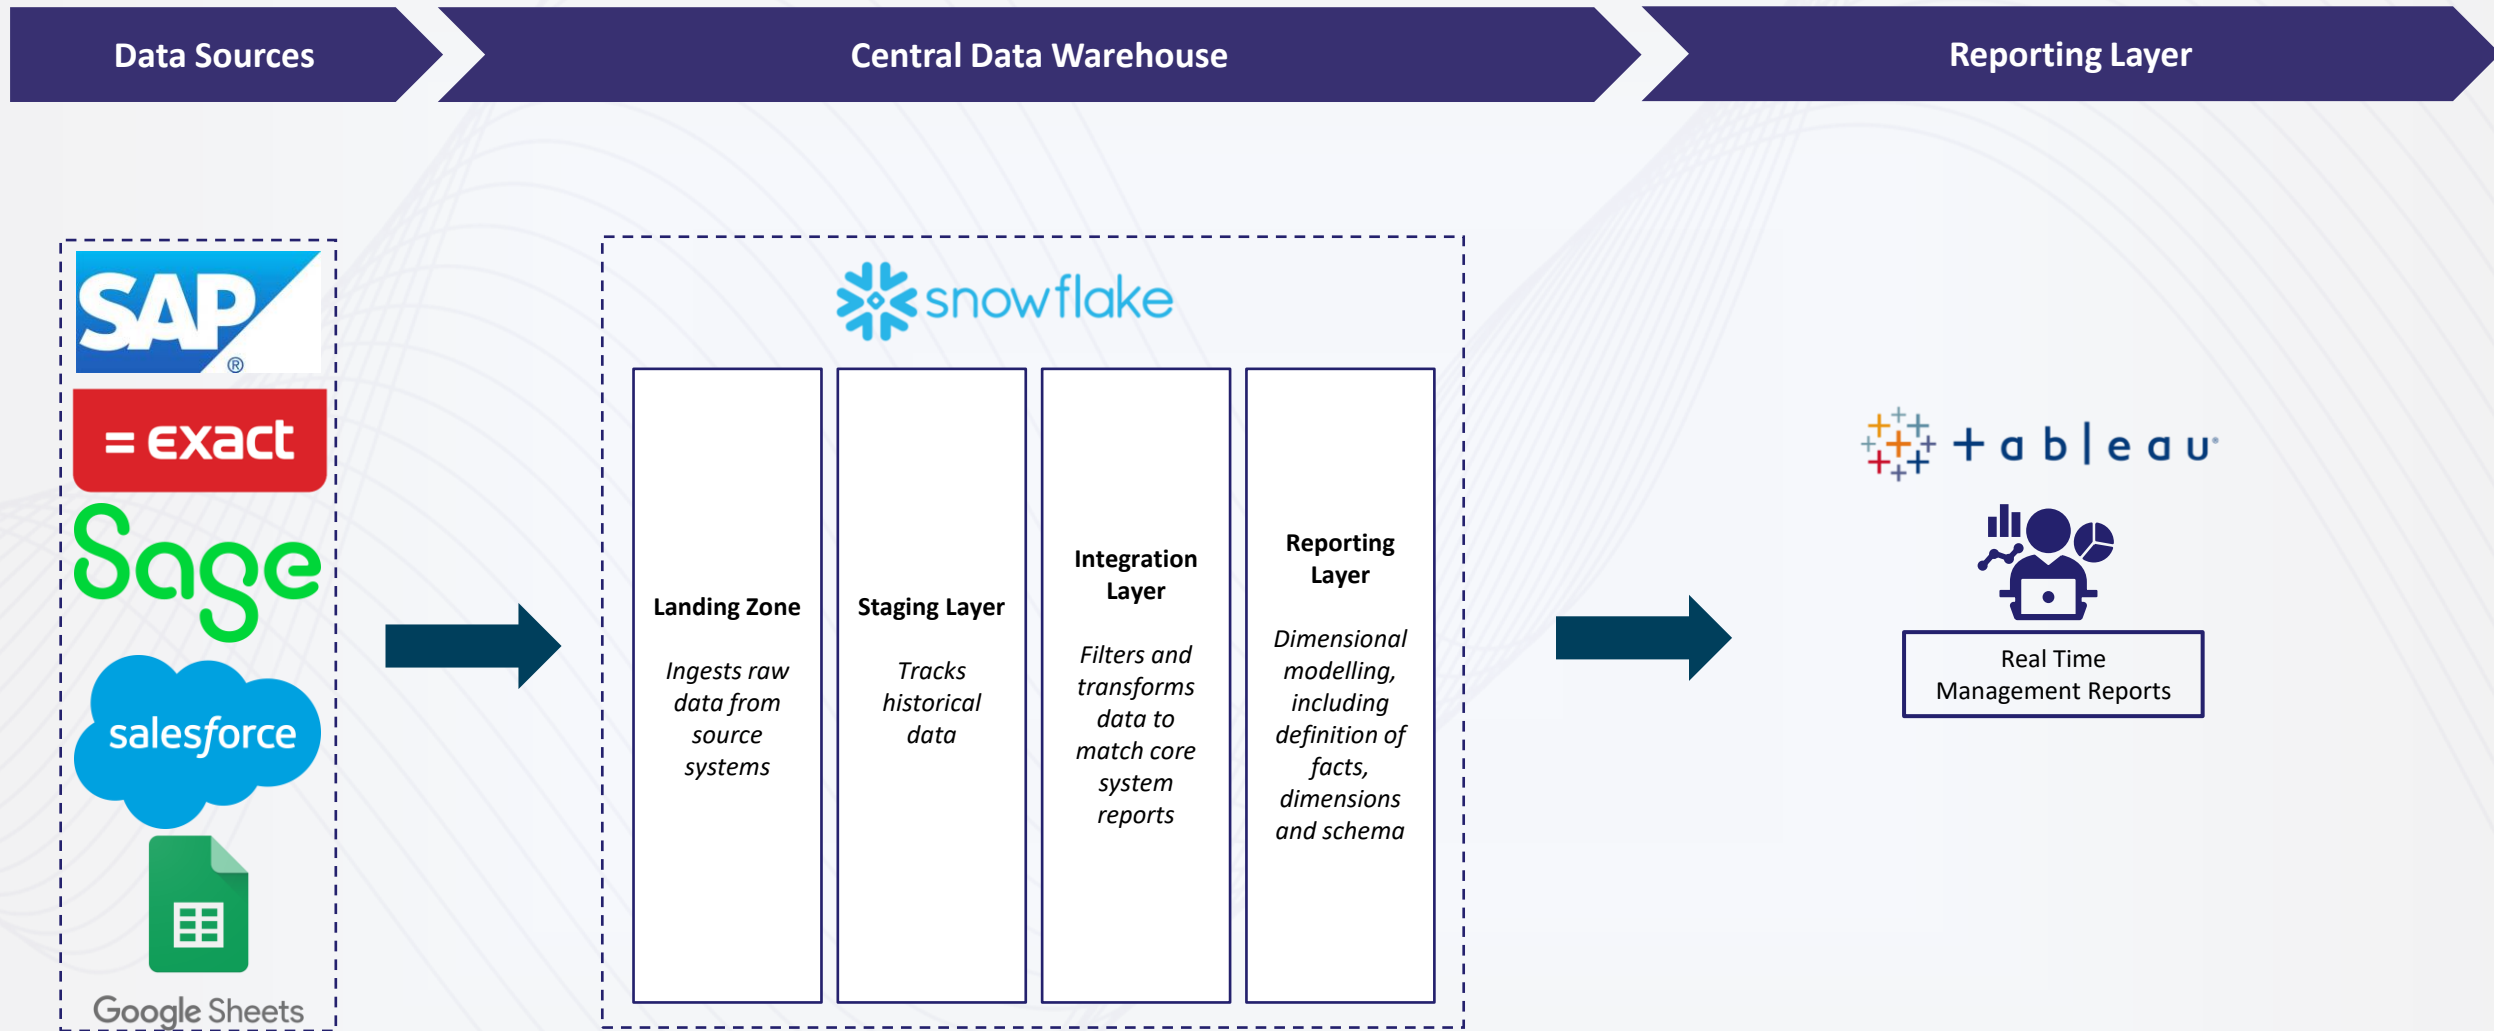 Data Sources
Central Data Warehouse
Reporting Layer
SAP
®
= exact
Sage
salesforce
Google Sheets
snowflake
Landing Zone
Ingests raw
data from
source
systems
Staging Layer
Tracks
historical
data
Integration
Layer
Filters and
transforms
data to
match core
system
reports
Reporting
Layer
Dimensional
modelling,
including
definition of
facts,
dimensions
and schema
+ableau®
Real Time
Management Reports